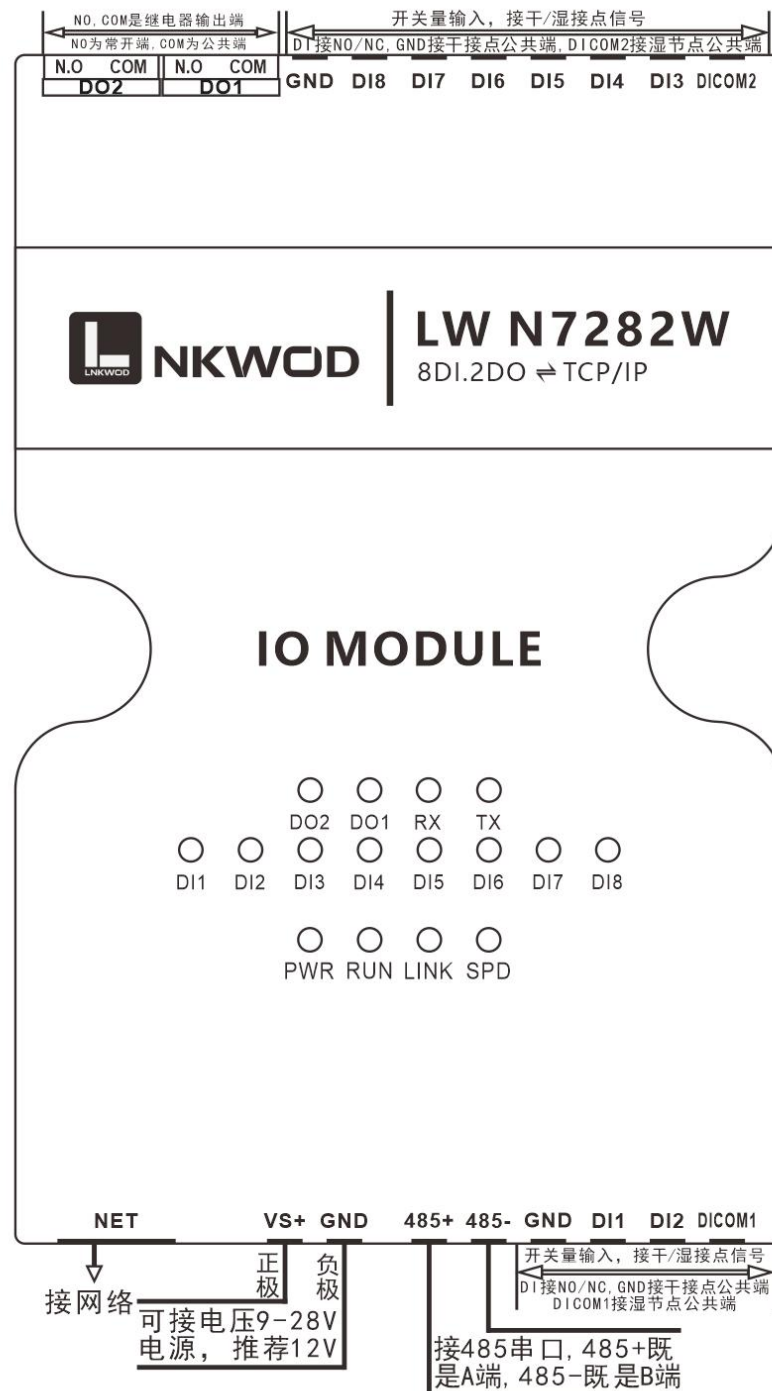 NO, COM是继电器输出端
NO为常开端, COM为公共端
开关量输入，接干/湿接点信号
DI接NO/NC, GND接干接点公共端, DICOM2接湿节点公共端
N.O COM N.O COM
DO2 DO1
GND DI8 DI7 DI6 DI5 DI4 DI3 DICOM2
LNKWOD
NKWOD
LW N7282W
8DI.2DO ⇌ TCP/IP
IO MODULE
DO2 DO1 RX TX
DI1 DI2 DI3 DI4 DI5 DI6 DI7 DI8
PWR RUN LINK SPD
NET VS+ GND 485+ 485- GND DI1 DI2 DICOM1
接网络
正极
负极
可接电压9-28V
电源，推荐12V
开关量输入，接干/湿接点信号
DI接NO/NC, GND接干接点公共端
DICOM1接湿节点公共端
接485串口, 485+既
是A端, 485-既是B端